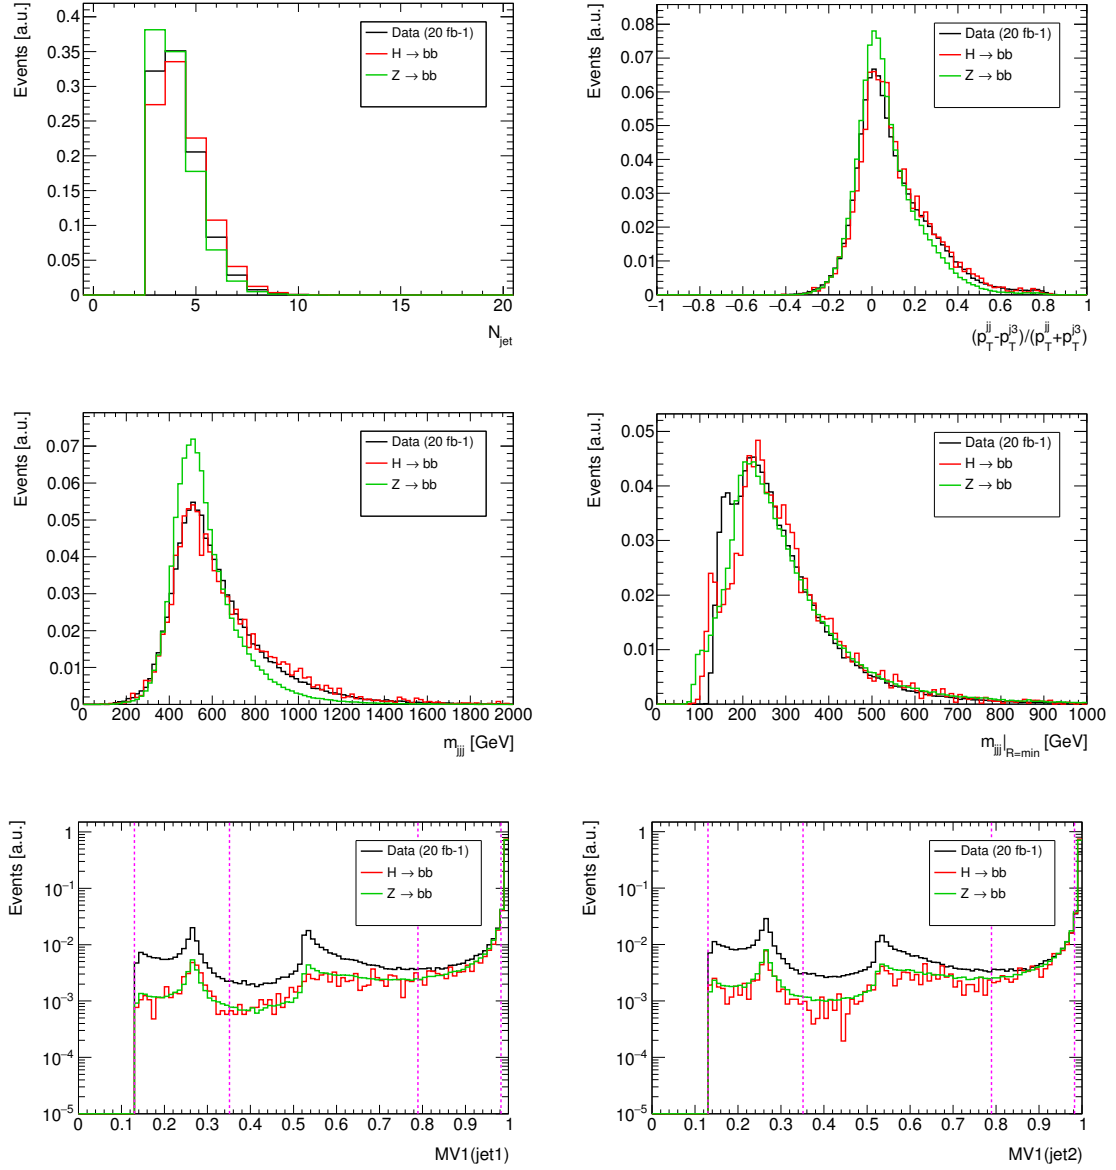 Events [a.u.]
0.4
0.35
0.3
0.25
0.2
0.15
0.1
0.05
0
0 5 10 15 20
N_jet
Data (20 fb-1)
H → bb
Z → bb
Events [a.u.]
0.08
0.07
0.06
0.05
0.04
0.03
0.02
0.01
0
−1 −0.8 −0.6 −0.4 −0.2 0 0.2 0.4 0.6 0.8 1
(p_T^jj-p_T^j3)/(p_T^jj+p_T^j3)
Data (20 fb-1)
H → bb
Z → bb
Events [a.u.]
0.07
0.06
0.05
0.04
0.03
0.02
0.01
0
0 200 400 600 800 1000 1200 1400 1600 1800 2000
m_jjj [GeV]
Data (20 fb-1)
H → bb
Z → bb
Events [a.u.]
0.05
0.04
0.03
0.02
0.01
0
0 100 200 300 400 500 600 700 800 900 1000
m_jjj|_R=min [GeV]
Data (20 fb-1)
H → bb
Z → bb
Events [a.u.]
1
10^−1
10^−2
10^−3
10^−4
10^−5
0 0.1 0.2 0.3 0.4 0.5 0.6 0.7 0.8 0.9 1
MV1(jet1)
Data (20 fb-1)
H → bb
Z → bb
Events [a.u.]
1
10^−1
10^−2
10^−3
10^−4
10^−5
0 0.1 0.2 0.3 0.4 0.5 0.6 0.7 0.8 0.9 1
MV1(jet2)
Data (20 fb-1)
H → bb
Z → bb